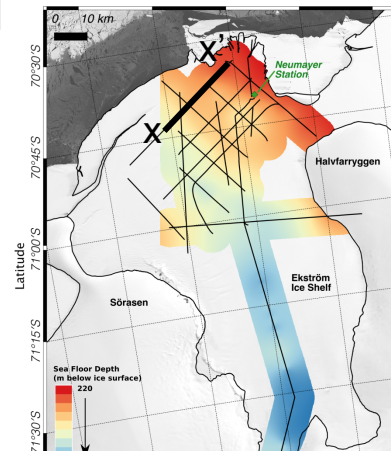 0 10 km
X'
Neumayer
Station
70°30'S
X
70°45'S
Halvfarryggen
71°00'S
Latitude
Ekström
Ice Shelf
Sörasen
71°15'S
Sea Floor Depth
(m below ice surface)
220
71°30'S